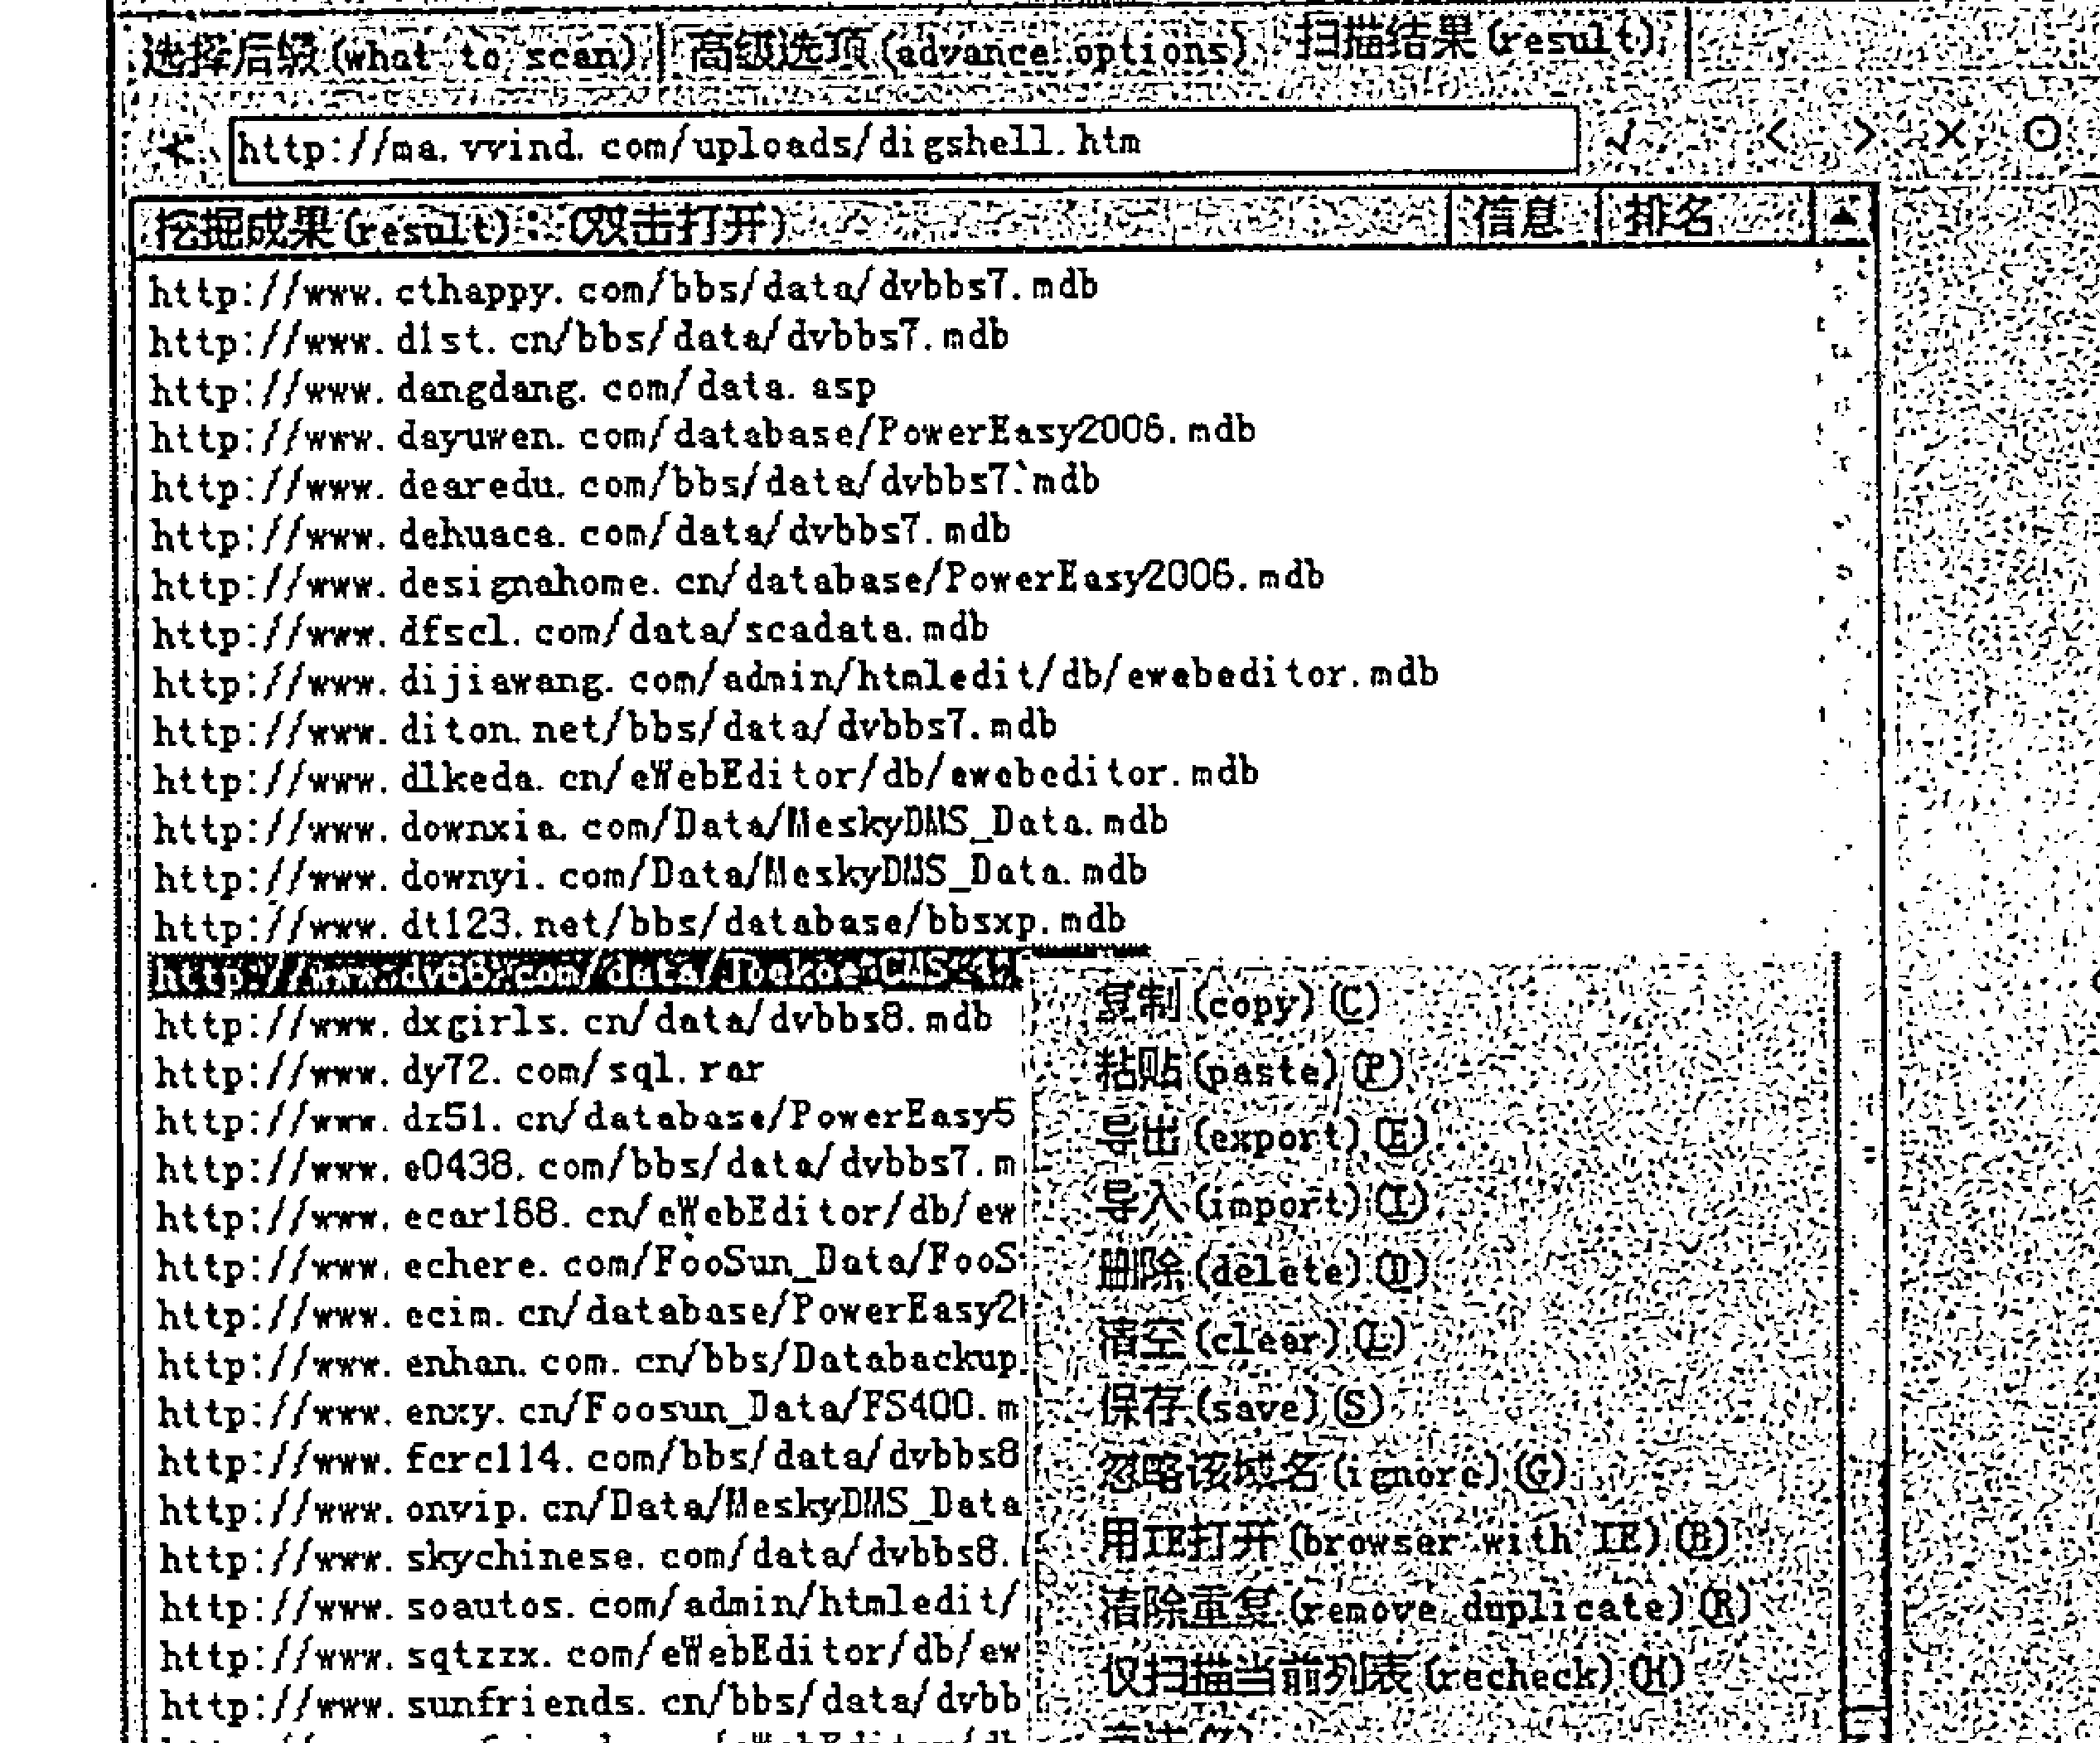 选择后缀(what to scan) 高级选项(advance options) 扫描结果(result)
http://ma.vvind.com/uploads/digshell.htm
挖掘成果(result):(双击打开) 信息 排名
http://www.cthappy.com/bbs/data/dvbbs7.mdb
http://www.dlst.cn/bbs/data/dvbbs7.mdb
http://www.dangdang.com/data.asp
http://www.dayuwen.com/database/PowerEasy2006.mdb
http://www.dearedu.com/bbs/data/dvbbs7.mdb
http://www.dehuaca.com/data/dvbbs7.mdb
http://www.designahome.cn/database/PowerEasy2006.mdb
http://www.dfscl.com/data/scadata.mdb
http://www.dijiawang.com/admin/htmledit/db/ewebeditor.mdb
http://www.diton.net/bbs/data/dvbbs7.mdb
http://www.dlkeda.cn/eWebEditor/db/ewebeditor.mdb
http://www.downxia.com/Data/MeskyDMS_Data.mdb
http://www.downyi.com/Data/MeskyDMS_Data.mdb
http://www.dt123.net/bbs/database/bbsxp.mdb
http://www.dxgirls.cn/data/dvbbs8.mdb
http://www.dy72.com/sql.rar
http://www.dz51.cn/database/PowerEasy5
http://www.e0438.com/bbs/data/dvbbs7.m
http://www.ecar168.cn/eWebEditor/db/ew
http://www.echere.com/FooSun_Data/FooS
http://www.ecim.cn/database/PowerEasy2
http://www.enhan.com.cn/bbs/Databackup
http://www.enxy.cn/Foosun_Data/FS400.m
http://www.fcrc114.com/bbs/data/dvbbs8
http://www.onvip.cn/Data/MeskyDMS_Data
http://www.skychinese.com/data/dvbbs8.
http://www.soautos.com/admin/htmledit/
http://www.sqtzzx.com/eWebEditor/db/ew
http://www.sunfriends.cn/bbs/data/dvbb
复制(copy)(C)
粘贴(paste)(P)
导出(export)(E)
导入(import)(I)
删除(delete)(D)
清空(clear)(L)
保存(save)(S)
忽略该域名(ignore)(G)
用IE打开(browser with IE)(B)
清除重复(remove duplicate)(R)
仅扫描当前列表(recheck)(H)